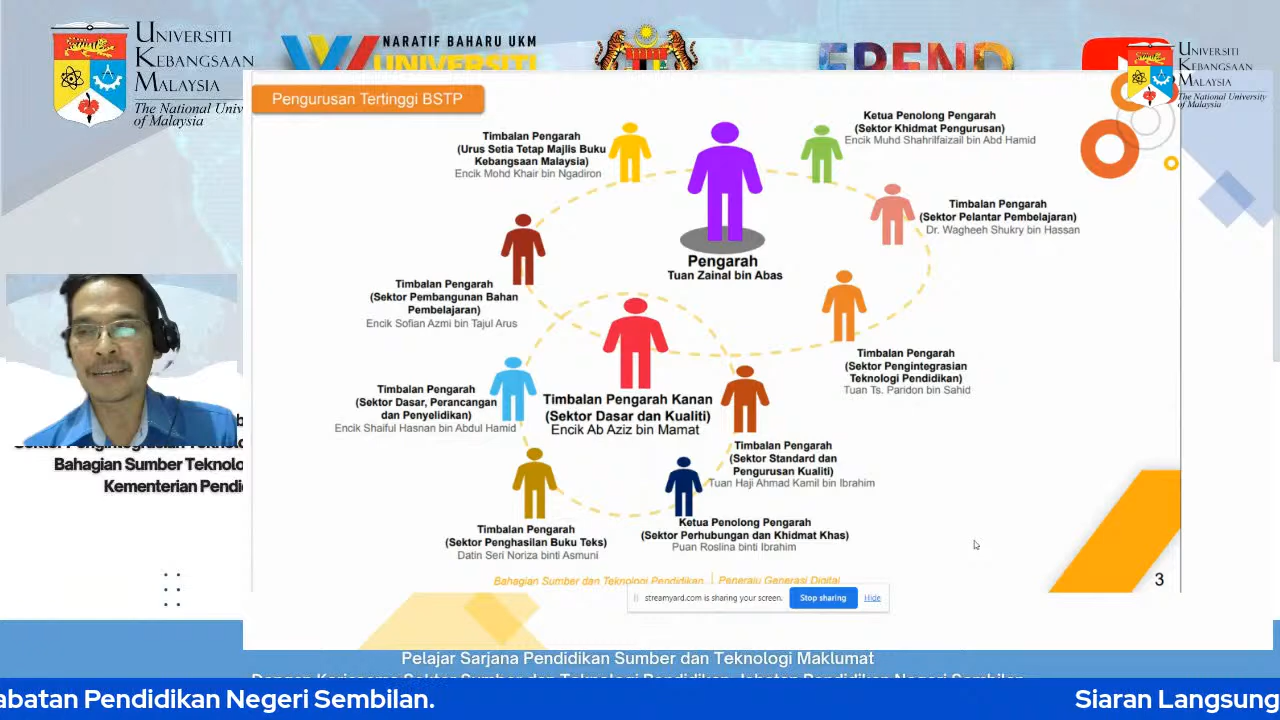 UNIVERSITI
KEBANGSAAN
MALAYSIA
The National Univ
of Malaysia
NARATIF BAHARU UKM
UNIVERSITI
UNIVERSITI
KEBANGSAAN
MALAYSIA
The National University
of Malaysia
Pengurusan Tertinggi BSTP
Timbalan Pengarah
(Urus Setia Tetap Majlis Buku
Kebangsaan Malaysia)
Encik Mohd Khair bin Ngadiron
Ketua Penolong Pengarah
(Sektor Khidmat Pengurusan)
Encik Muhd Shahrilfaizail bin Abd Hamid
Timbalan Pengarah
(Sektor Pelantar Pembelajaran)
Dr. Wagheeh Shukry bin Hassan
Pengarah
Tuan Zainal bin Abas
Timbalan Pengarah
(Sektor Pembangunan Bahan
Pembelajaran)
Encik Sofian Azmi bin Tajul Arus
Timbalan Pengarah
(Sektor Pengintegrasian
Teknologi Pendidikan)
Tuan Ts. Paridon bin Sahid
Timbalan Pengarah
(Sektor Dasar, Perancangan
dan Penyelidikan)
Encik Shaiful Hasnan bin Abdul Hamid
Timbalan Pengarah Kanan
(Sektor Dasar dan Kualiti)
Encik Ab Aziz bin Mamat
Timbalan Pengarah
(Sektor Standard dan
Pengurusan Kualiti)
Tuan Haji Ahmad Kamil bin Ibrahim
Timbalan Pengarah
(Sektor Penghasilan Buku Teks)
Datin Seri Noriza binti Asmuni
Ketua Penolong Pengarah
(Sektor Perhubungan dan Khidmat Khas)
Puan Roslina binti Ibrahim
Bahagian Sumber dan Teknologi Pendidikan | Peneraju Generasi Digital
3
streamyard.com is sharing your screen. Stop sharing Hide
Bahagian Sumber Teknolo
Kementerian Pendi
Pelajar Sarjana Pendidikan Sumber dan Teknologi Maklumat
abatan Pendidikan Negeri Sembilan.
Siaran Langsung